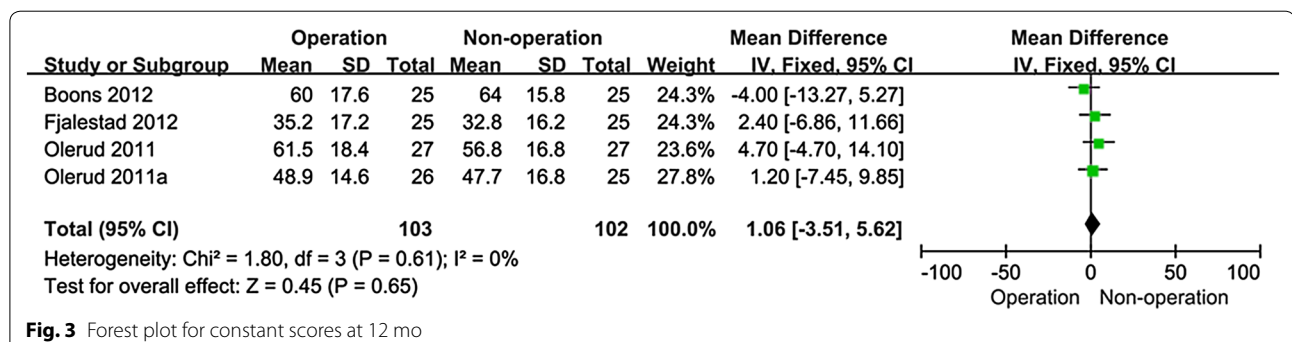 Operation Non-operation Mean Difference Mean Difference
Study or Subgroup Mean SD Total Mean SD Total Weight IV, Fixed, 95% CI IV, Fixed, 95% CI
Boons 2012 60 17.6 25 64 15.8 25 24.3% -4.00 [-13.27, 5.27]
Fjalestad 2012 35.2 17.2 25 32.8 16.2 25 24.3% 2.40 [-6.86, 11.66]
Olerud 2011 61.5 18.4 27 56.8 16.8 27 23.6% 4.70 [-4.70, 14.10]
Olerud 2011a 48.9 14.6 26 47.7 16.8 25 27.8% 1.20 [-7.45, 9.85]
Total (95% CI) 103 102 100.0% 1.06 [-3.51, 5.62]
Heterogeneity: Chi² = 1.80, df = 3 (P = 0.61); I² = 0%
Test for overall effect: Z = 0.45 (P = 0.65)
-100 -50 0 50 100
Operation Non-operation
Fig. 3 Forest plot for constant scores at 12 mo